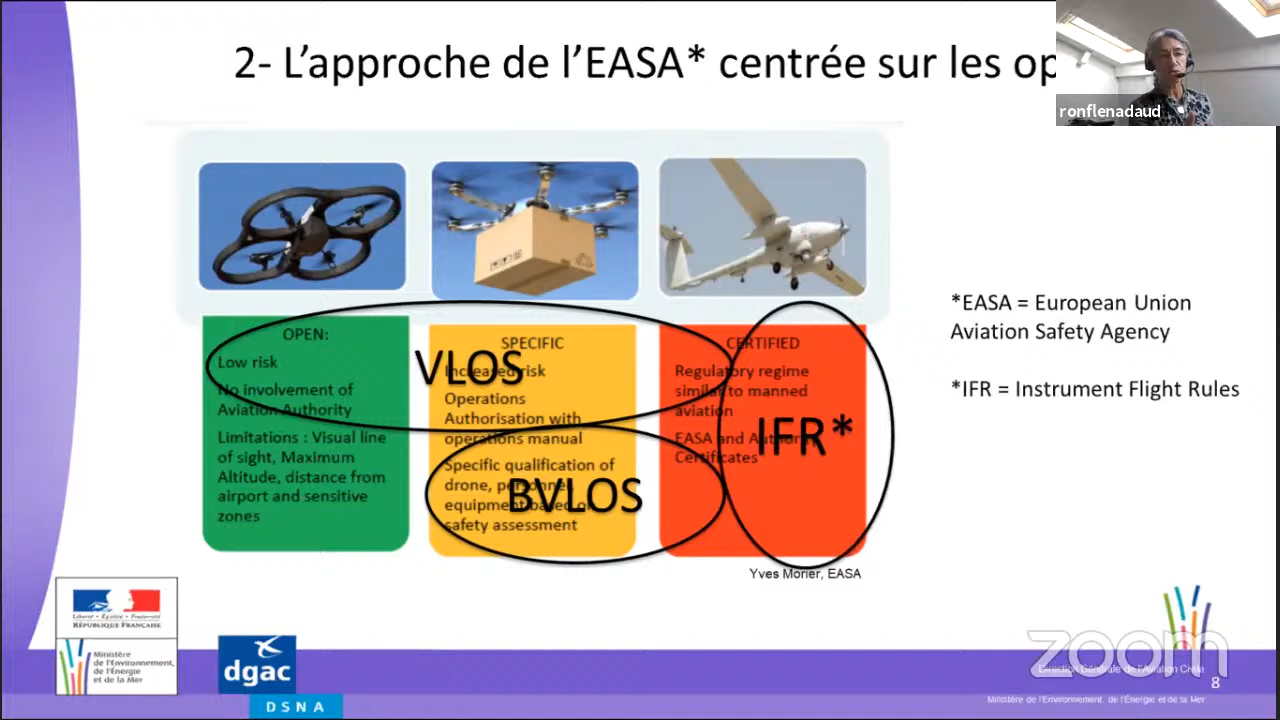 2- L'approche de l'EASA* centrée sur les op
ronflenadaud
OPEN:
Low risk
No involvement of
Aviation Authority
Limitations : Visual line
of sight, Maximum
Altitude, distance from
airport and sensitive
zones
SPECIFIC
Increased risk
Operations
Authorisation with
operations manual
Specific qualification of
drone, personnel,
equipment based on
safety assessment
CERTIFIED
Regulatory regime
similar to manned
aviation
EASA and Authority
Certificates
VLOS
BVLOS
IFR*
Yves Morier, EASA
*EASA = European Union
Aviation Safety Agency
*IFR = Instrument Flight Rules
Liberté • Égalité • Fraternité
RÉPUBLIQUE FRANÇAISE
Ministère
de l'Environnement,
de l'Énergie
et de la Mer
dgac
DSNA
zoom
Direction Générale de l'Aviation Civile
8
Ministère de l'Environnement, de l'Énergie et de la Mer